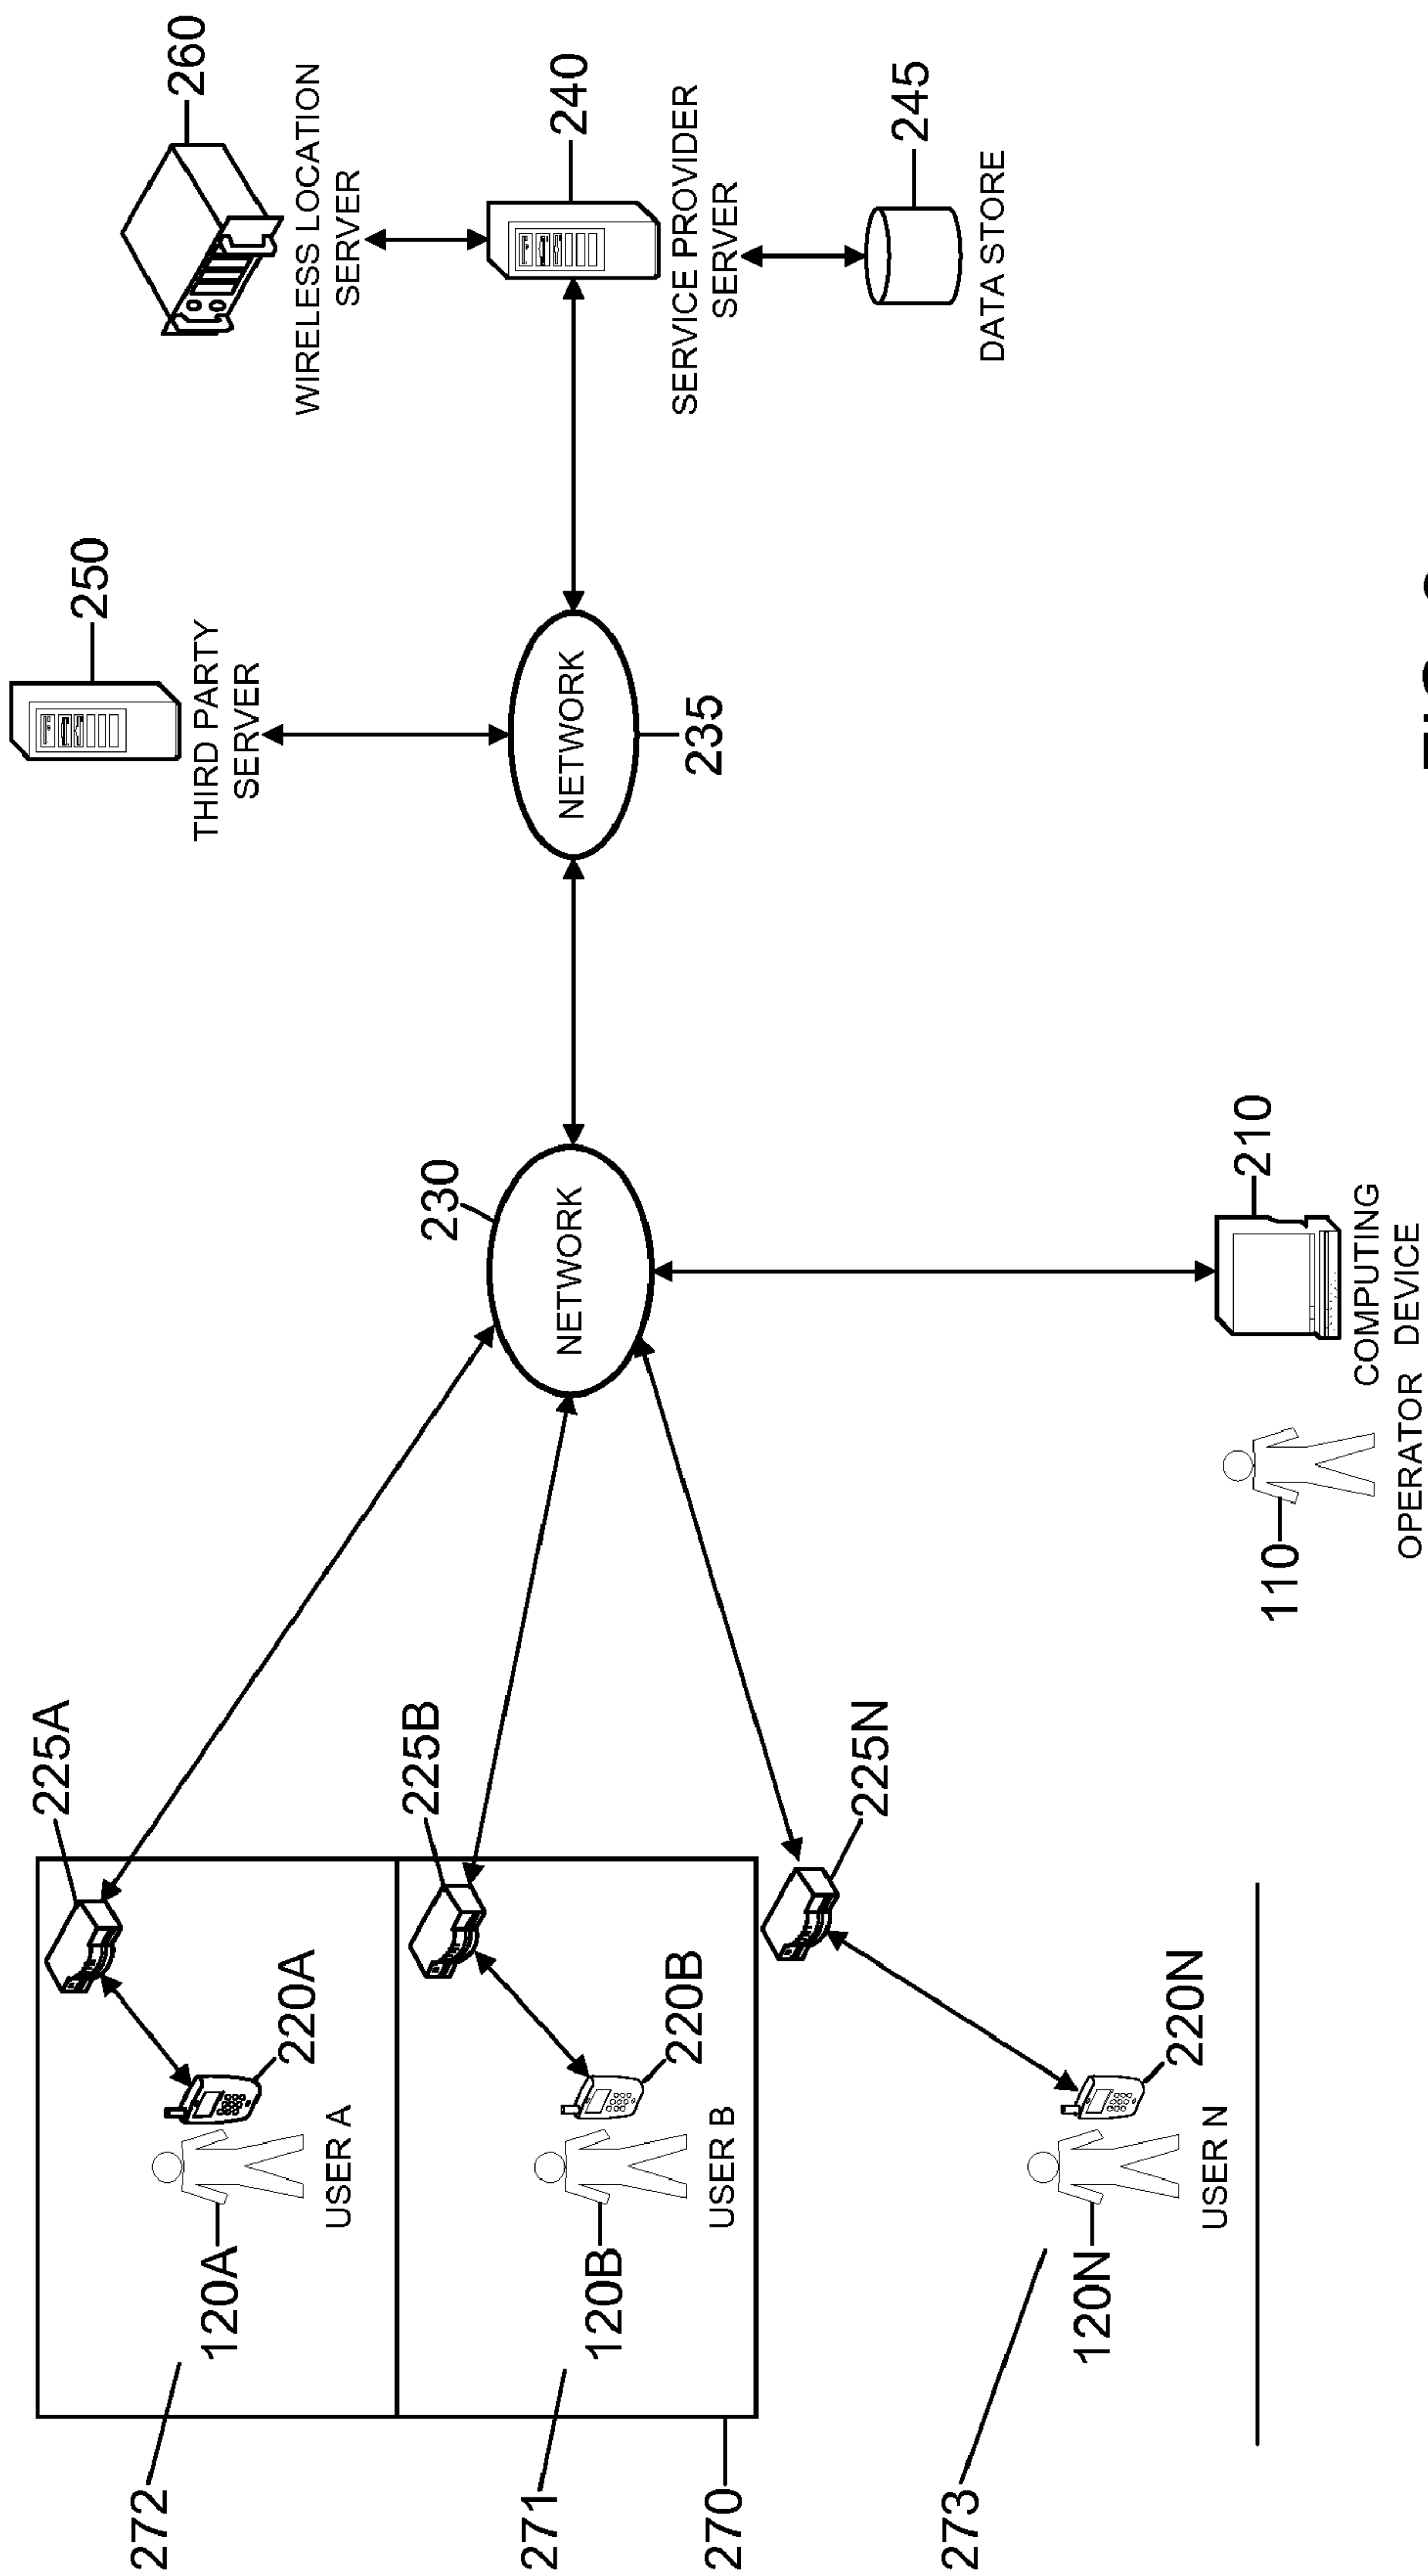 260
WIRELESS LOCATION
SERVER
250
THIRD PARTY
SERVER
240
SERVICE PROVIDER
SERVER
245
DATA STORE
NETWORK
235
230
NETWORK
225A
220A
120A
USER A
272
225B
220B
120B
USER B
271
270
225N
220N
120N
USER N
273
210
COMPUTING
DEVICE
110
OPERATOR